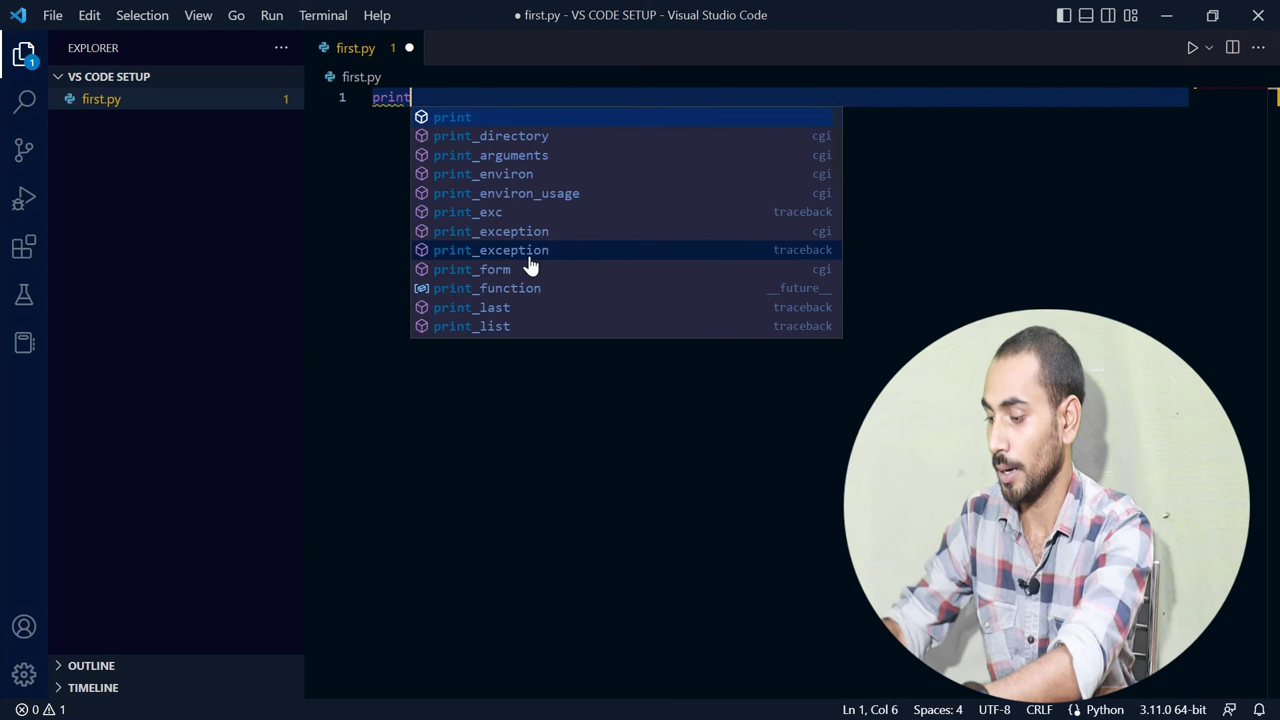 File Edit Selection View Go Run Terminal Help
● first.py - VS CODE SETUP - Visual Studio Code
EXPLORER
first.py 1
VS CODE SETUP
first.py 1
first.py
1 print
print
print_directory cgi
print_arguments cgi
print_environ cgi
print_environ_usage cgi
print_exc traceback
print_exception cgi
print_exception traceback
print_form cgi
print_function __future__
print_last traceback
print_list traceback
1
OUTLINE
TIMELINE
0 1
Ln 1, Col 6 Spaces: 4 UTF-8 CRLF Python 3.11.0 64-bit